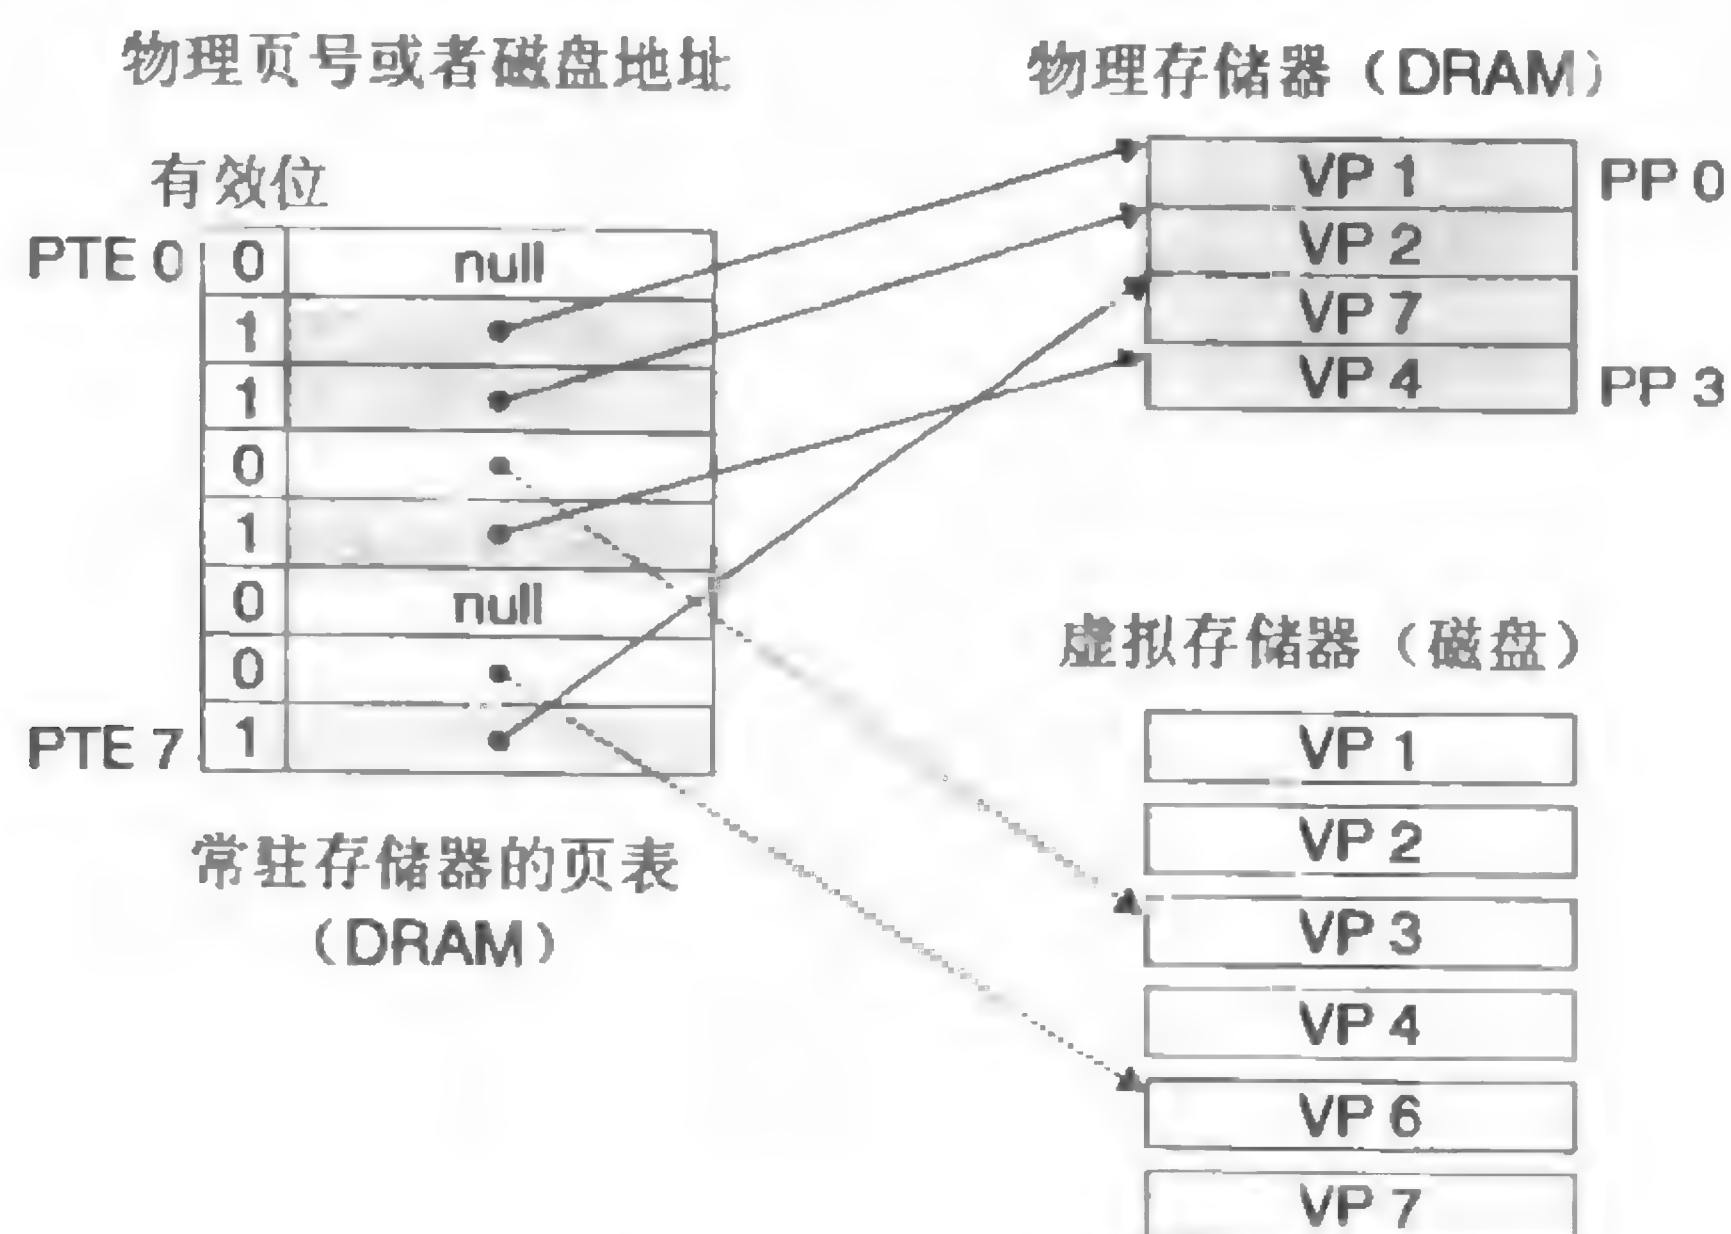 物理页号或者磁盘地址
物理存储器（DRAM）
有效位
PTE 0 0 null
1
1
0
1
0 null
0
PTE 7 1
常驻存储器的页表
（DRAM）
VP 1 PP 0
VP 2
VP 7
VP 4 PP 3
虚拟存储器（磁盘）
VP 1
VP 2
VP 3
VP 4
VP 6
VP 7